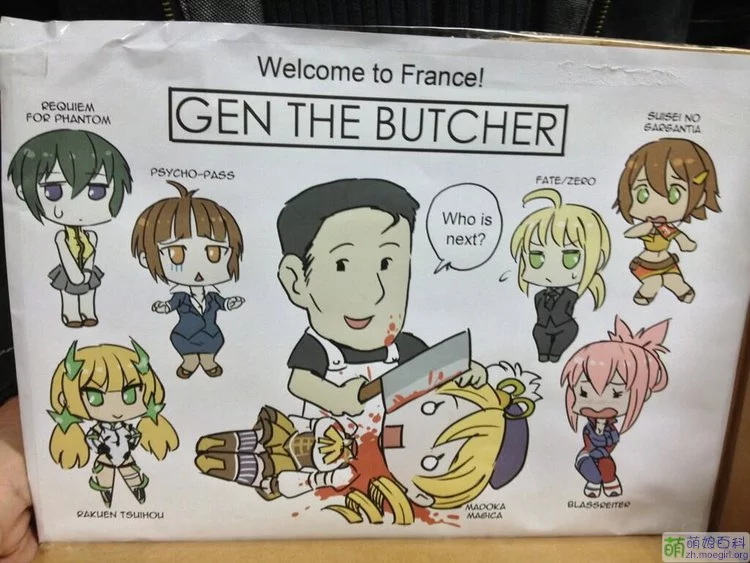 Welcome to France!
GEN THE BUTCHER
REQUIEM
FOR PHANTOM
PSYCHO-PASS
Who is
next?
FATE/ZERO
SUISEI NO
GARGANTIA
RAKUEN TSUIHOU
MADOKA
MAGICA
BLASSREITER
萌 萌娘百科
zh.moegirl.org